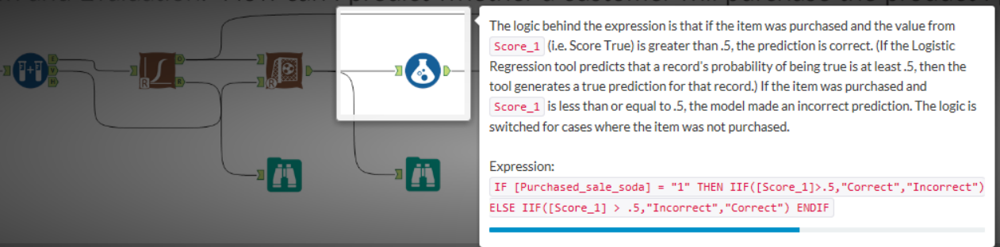 The logic behind the expression is that if the item was purchased and the value from
Score_1 (i.e. Score True) is greater than .5, the prediction is correct. (If the Logistic
Regression tool predicts that a record's probability of being true is at least .5, then the
tool generates a true prediction for that record.) If the item was purchased and
Score_1 is less than or equal to .5, the model made an incorrect prediction. The logic is
switched for cases where the item was not purchased.
Expression:
IF [Purchased_sale_soda] = "1" THEN IIF([Score_1]>.5,"Correct","Incorrect")
ELSE IIF([Score_1] > .5,"Incorrect","Correct") ENDIF